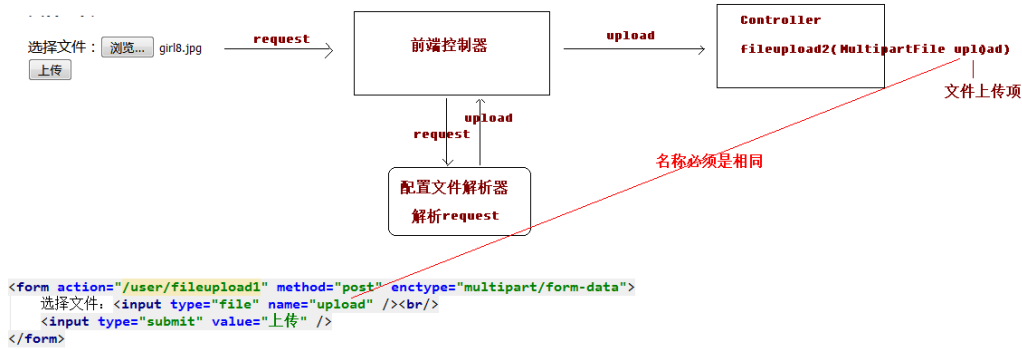 选择文件：浏览... girl8.jpg
上传
request
前端控制器
upload
Controller
fileupload2(MultipartFile upload)
文件上传项
request
upload
名称必须是相同
配置文件解析器
解析request
<form action="/user/fileupload1" method="post" enctype="multipart/form-data">
选择文件：<input type="file" name="upload" /><br/>
<input type="submit" value="上传" />
</form>